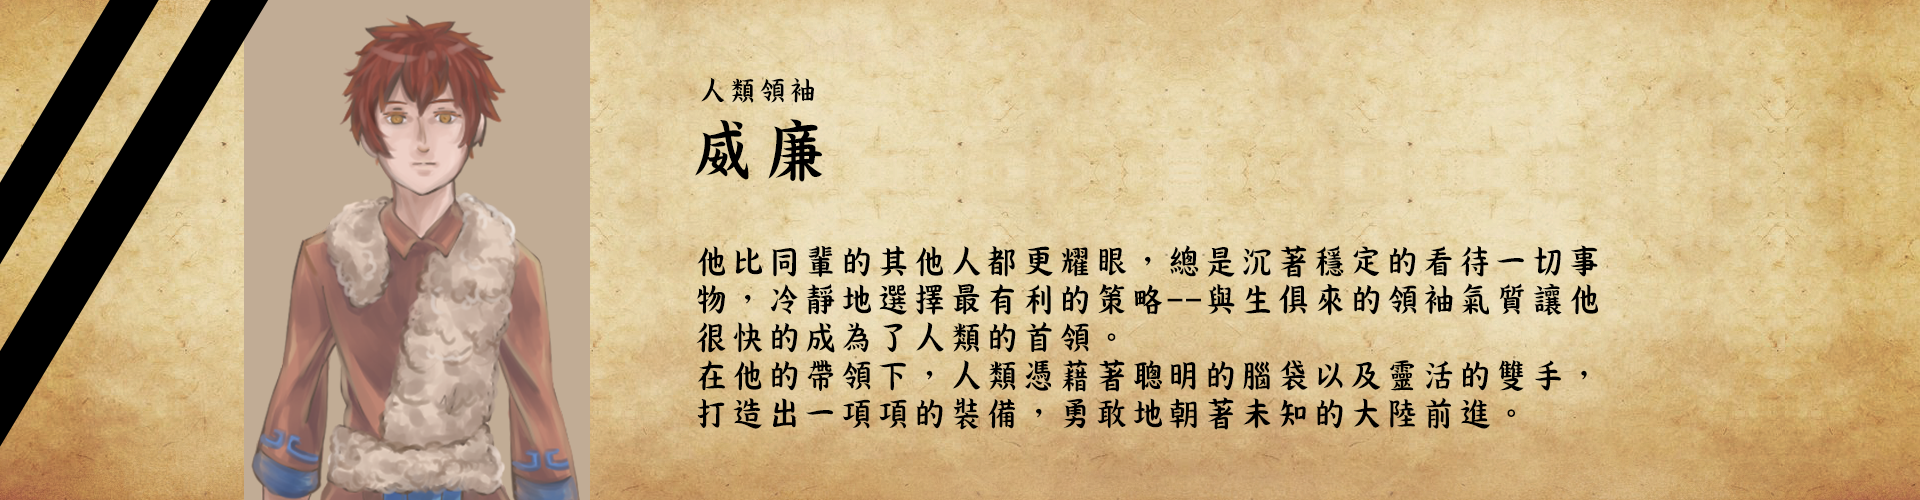 人類領袖
威廉
他比同輩的其他人都更耀眼，總是沉著穩定的看待一切事
物，冷靜地選擇最有利的策略--與生俱來的領袖氣質讓他
很快的成為了人類的首領。
在他的帶領下，人類憑藉著聰明的腦袋以及靈活的雙手，
打造出一項項的裝備，勇敢地朝著未知的大陸前進。